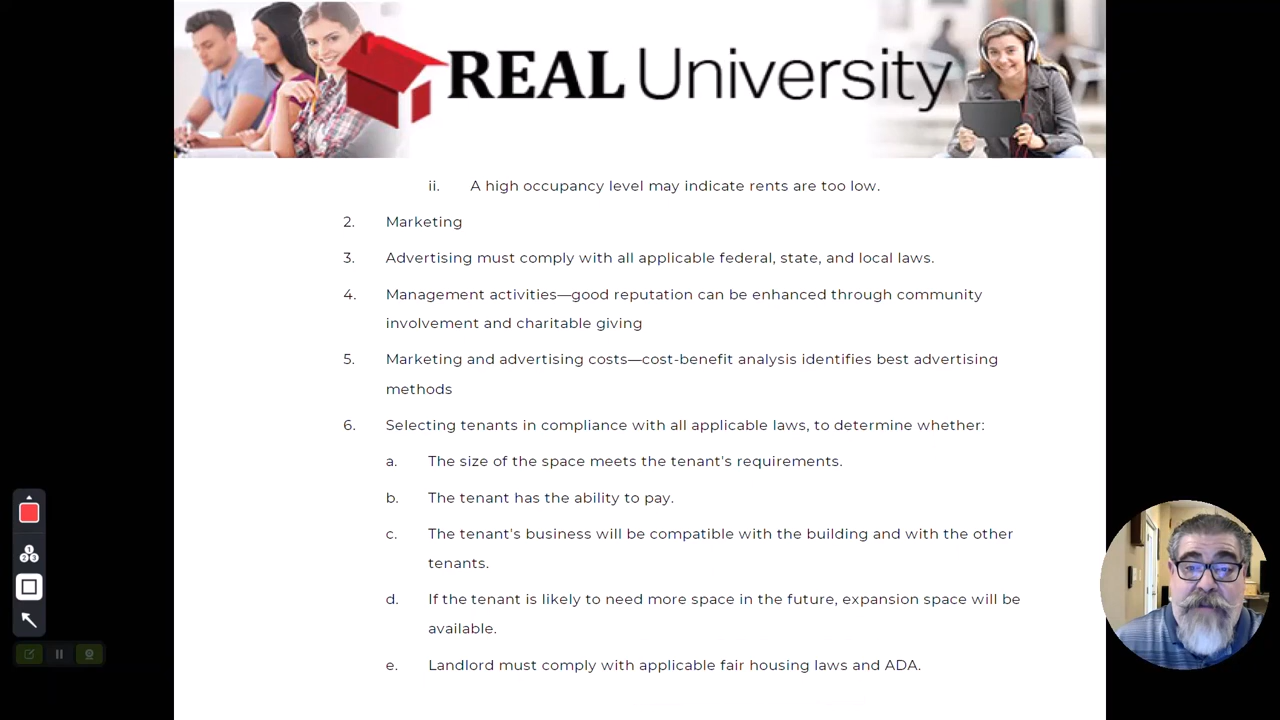 REAL University
ii. A high occupancy level may indicate rents are too low.
2. Marketing
3. Advertising must comply with all applicable federal, state, and local laws.
4. Management activities—good reputation can be enhanced through community
involvement and charitable giving
5. Marketing and advertising costs—cost-benefit analysis identifies best advertising
methods
6. Selecting tenants in compliance with all applicable laws, to determine whether:
a. The size of the space meets the tenant's requirements.
b. The tenant has the ability to pay.
c. The tenant's business will be compatible with the building and with the other
tenants.
d. If the tenant is likely to need more space in the future, expansion space will be
available.
e. Landlord must comply with applicable fair housing laws and ADA.
1
2 3